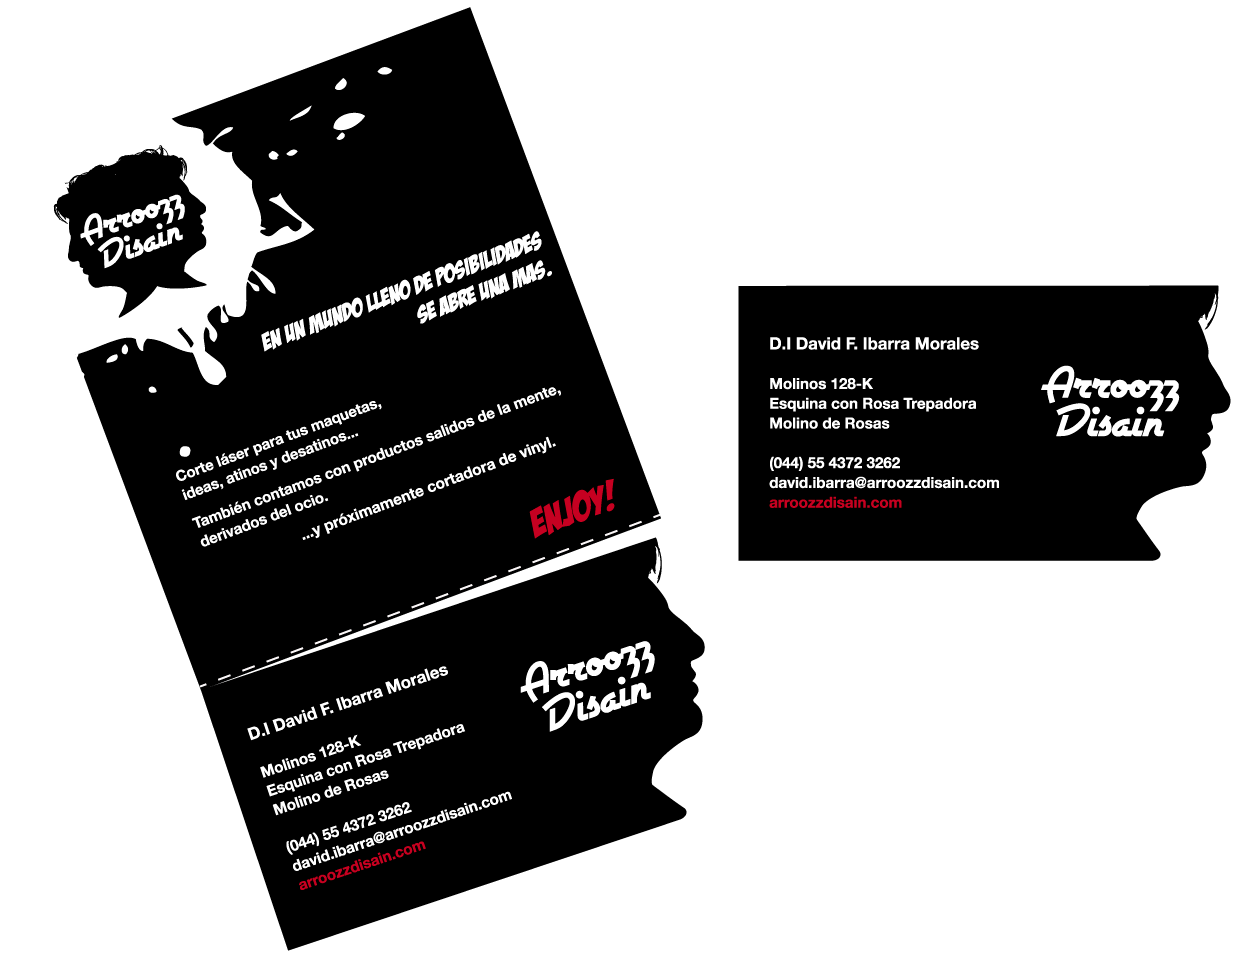 Arroozz
Disain
EN UN MUNDO LLENO DE POSIBILIDADES
SE ABRE UNA MAS.
Corte láser para tus maquetas,
ideas, atinos y desatinos...
También contamos con productos salidos de la mente,
derivados del ocio.
...y próximamente cortadora de vinyl.
ENJOY!
D.I David F. Ibarra Morales
Molinos 128-K
Esquina con Rosa Trepadora
Molino de Rosas
(044) 55 4372 3262
david.ibarra@arroozzdisain.com
arroozzdisain.com
Arroozz
Disain
D.I David F. Ibarra Morales
Molinos 128-K
Esquina con Rosa Trepadora
Molino de Rosas
(044) 55 4372 3262
david.ibarra@arroozzdisain.com
arroozzdisain.com
Arroozz
Disain